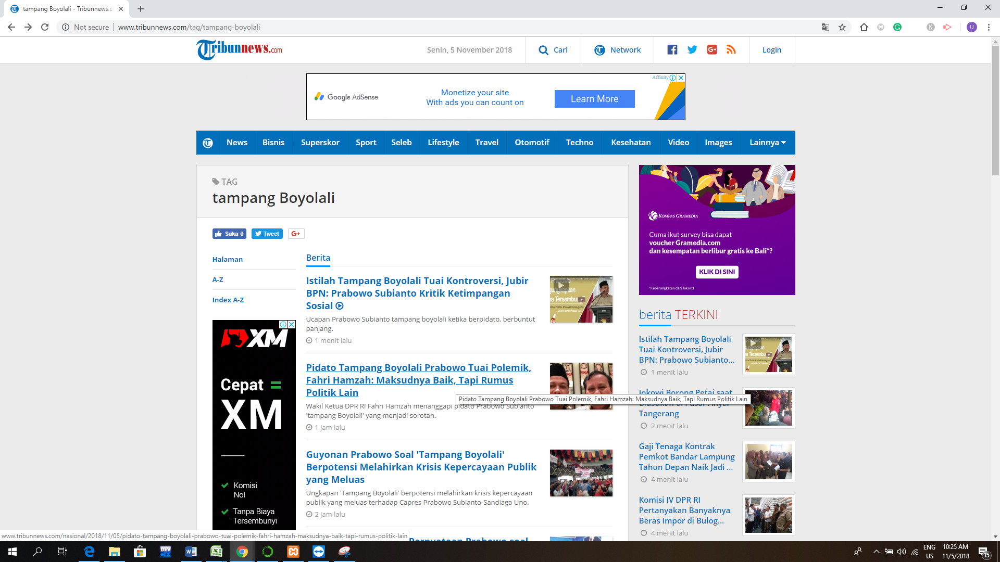 tampang Boyolali - Tribunnews.c
Not secure
www.tribunnews.com/tag/tampang-boyolali
U
Tribunnews.com
Senin, 5 November 2018
Cari
Network
Login
Affinity
Google AdSense
Monetize your site
With ads you can count on
Learn More
News
Bisnis
Superskor
Sport
Seleb
Lifestyle
Travel
Otomotif
Techno
Kesehatan
Video
Images
Lainnya
TAG
tampang Boyolali
Suka 0
Tweet
G+
Halaman
A-Z
Index A-Z
XM
Cepat =
XM
Komisi
Nol
Tanpa Biaya
Tersembunyi
Berita
Istilah Tampang Boyolali Tuai Kontroversi, Jubir
BPN: Prabowo Subianto Kritik Ketimpangan
Sosial
Ucapan Prabowo Subianto tampang boyolali ketika berpidato, berbuntut
panjang.
1 menit lalu
Pidato Tampang Boyolali Prabowo Tuai Polemik,
Fahri Hamzah: Maksudnya Baik, Tapi Rumus
Politik Lain
Pidato Tampang Boyolali Prabowo Tuai Polemik, Fahri Hamzah: Maksudnya Baik, Tapi Rumus Politik Lain
Wakil Ketua DPR RI Fahri Hamzah menanggapi pidato Prabowo Subianto
'tampang Boyolali' yang menjadi sorotan.
1 jam lalu
Guyonan Prabowo Soal 'Tampang Boyolali'
Berpotensi Melahirkan Krisis Kepercayaan Publik
yang Meluas
Ungkapan 'Tampang Boyolali' berpotensi melahirkan krisis kepercayaan
publik yang meluas terhadap Capres Prabowo Subianto-Sandiaga Uno.
2 jam lalu
Pernyataan Prabowo soal
KOMPAS GRAMEDIA
Cuma ikut survey bisa dapat
voucher Gramedia.com
dan kesempatan berlibur gratis ke Bali*?
KLIK DI SINI
*Keberangkatan dari Jakarta
berita TERKINI
Istilah Tampang Boyolali
Tuai Kontroversi, Jubir
BPN: Prabowo Subianto...
1 menit lalu
Jokowi Borong Petai saat
Blusukan di Pasar Anyar
Tangerang
2 menit lalu
Gaji Tenaga Kontrak
Pemkot Bandar Lampung
Tahun Depan Naik Jadi ...
4 menit lalu
Komisi IV DPR RI
Pertanyakan Banyaknya
Beras Impor di Bulog...
4 menit lalu
www.tribunnews.com/nasional/2018/11/05/pidato-tampang-boyolali-prabowo-tuai-polemik-fahri-hamzah-maksudnya-baik-tapi-rumus-politik-lain
DEV
ENG
US
10:25 AM
11/5/2018
15